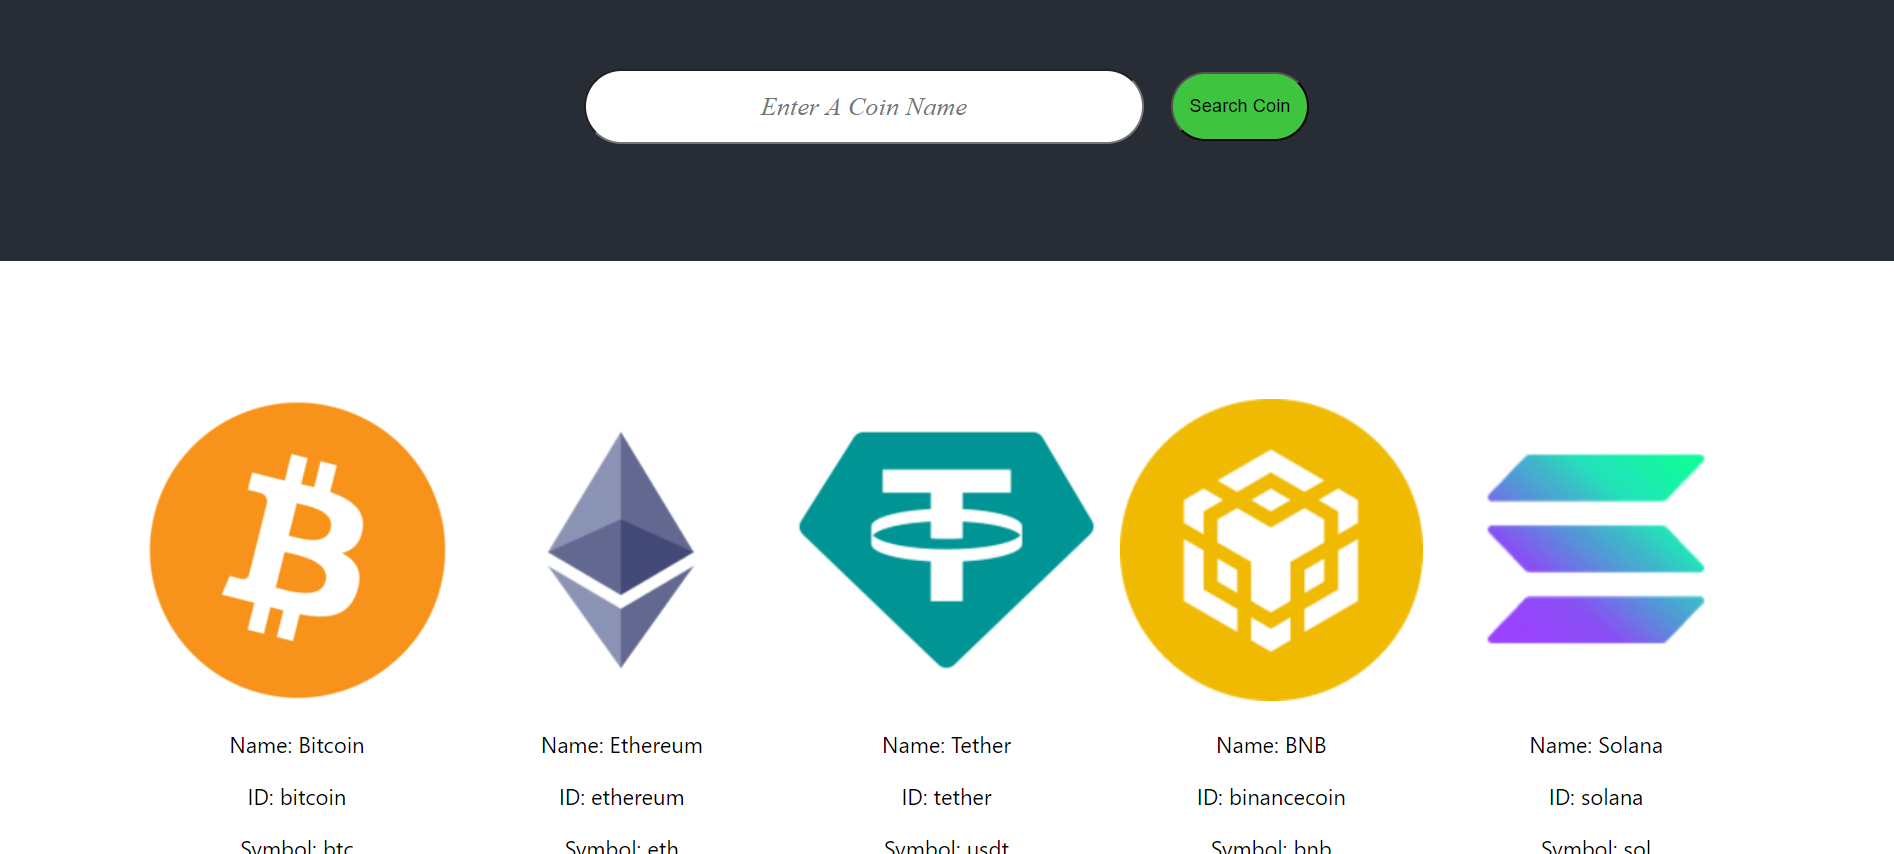 Enter A Coin Name
Search Coin
Name: Bitcoin
ID: bitcoin
Symbol: btc
Name: Ethereum
ID: ethereum
Symbol: eth
Name: Tether
ID: tether
Symbol: usdt
Name: BNB
ID: binancecoin
Symbol: bnb
Name: Solana
ID: solana
Symbol: sol